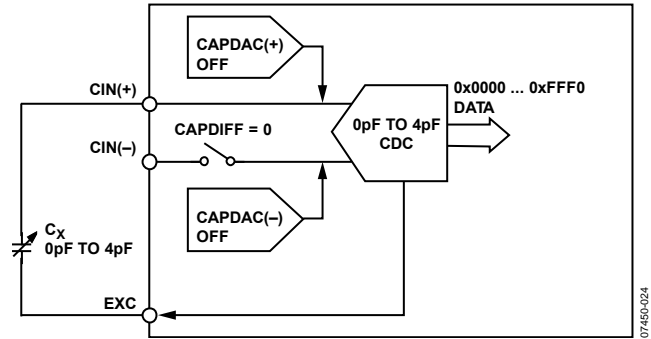 CAPDAC(+)
OFF
CIN(+)
0x0000 ... 0xFFF0
DATA
CAPDIFF = 0
0pF TO 4pF
CDC
CIN(–)
CAPDAC(–)
OFF
CX
0pF TO 4pF
EXC
07450-024